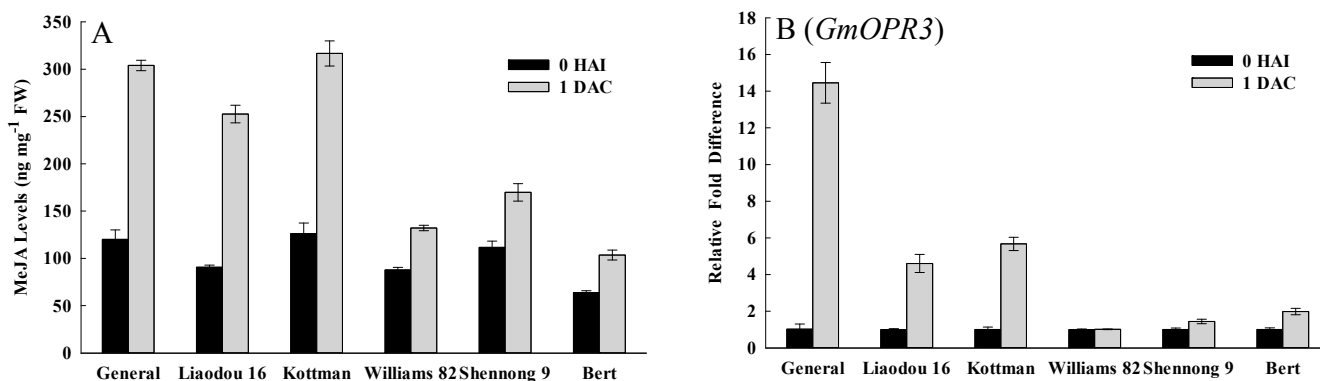 A
MeJA Levels (ng mg⁻¹ FW)
350
300
250
200
150
100
50
0
0 HAI
1 DAC
General Liaodou 16 Kottman Williams 82 Shennong 9 Bert
B (GmOPR3)
Relative Fold Difference
18
16
14
12
10
8
6
4
2
0
0 HAI
1 DAC
General Liaodou 16 Kottman Williams 82 Shennong 9 Bert